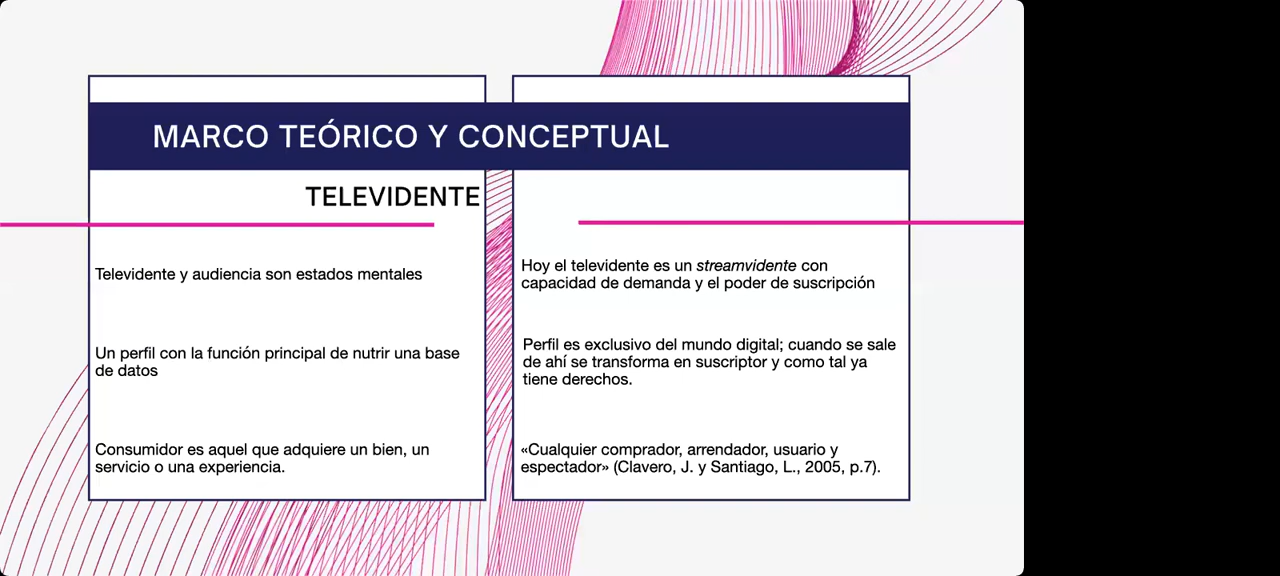 MARCO TEÓRICO Y CONCEPTUAL
TELEVIDENTE
Televidente y audiencia son estados mentales
Un perfil con la función principal de nutrir una base
de datos
Consumidor es aquel que adquiere un bien, un
servicio o una experiencia.
Hoy el televidente es un streamvidente con
capacidad de demanda y el poder de suscripción
Perfil es exclusivo del mundo digital; cuando se sale
de ahí se transforma en suscriptor y como tal ya
tiene derechos.
«Cualquier comprador, arrendador, usuario y
espectador» (Clavero, J. y Santiago, L., 2005, p.7).